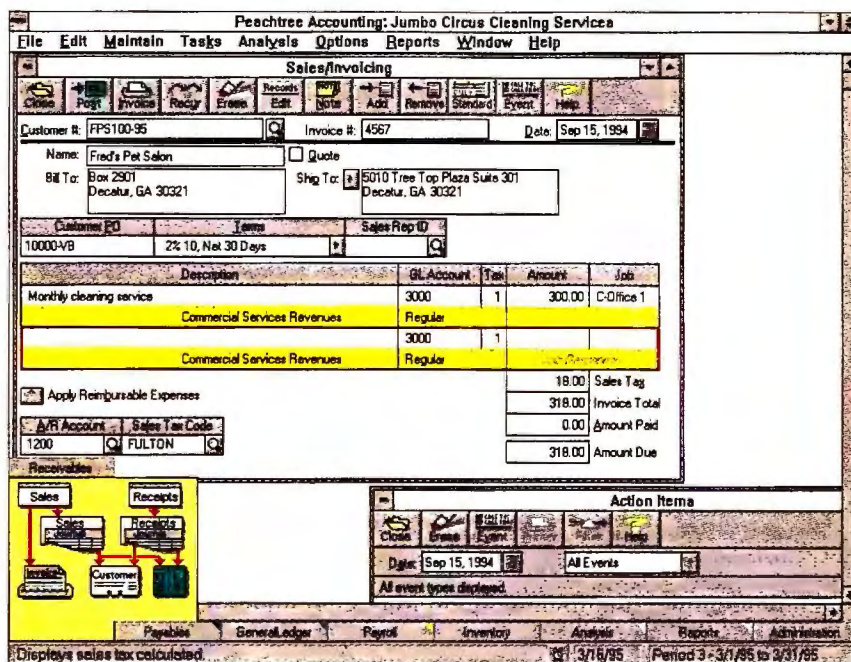 Peachtree Accounting: Jumbo Circus Cleaning Servicea
File Edit Maintain Tasks Analysis Options Reports Window Help
Sales/Invoicing
Close Post Invoice Recur Erase Records Edit Note Add Remove Standard Event Help
Customer #: FPS100-95 Invoice #: 4567 Date: Sep 15, 1994
Name: Fred's Pet Salon Quote
Bill To: Box 2901 Ship To: 5010 Tree Top Plaza Suite 301
Decatur, GA 30321 Decatur, GA 30321
Customer PO Terms Sales Rep ID
10000-VB 2% 10, Net 30 Days
Description GL Account Tax Amount Job
Monthly cleaning service 3000 1 300.00 C-Office 1
Commercial Services Revenues Regular
3000 1
Commercial Services Revenues Regular
18.00 Sales Tax
Apply Reimbursable Expenses 318.00 Invoice Total
0.00 Amount Paid
A/R Account Sales Tax Code
1200 FULTON 318.00 Amount Due
Receivables
Sales Receipts
Sales Journal Receipts Journal
Invoice Customer
Action Items
Close Erase Event Help
Date: Sep 15, 1994 All Events
All event types displayed.
Payables General Ledger Payroll Inventory Analysis Reports Administration
Displays sales tax calculated. 3/16/95 Period 3 - 3/1/95 to 3/31/95